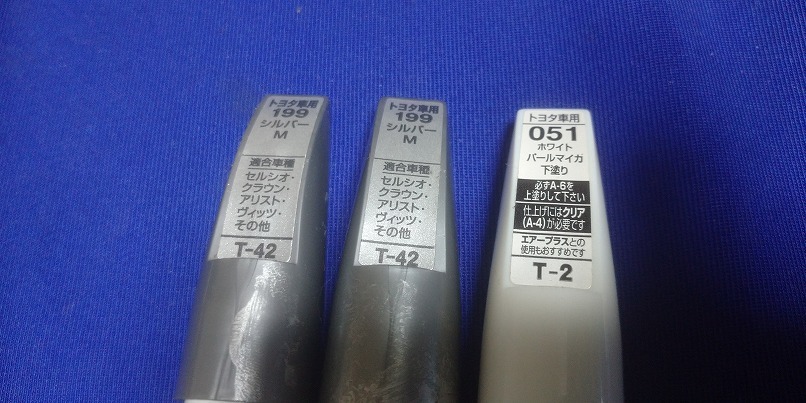 トヨタ車用
199
シルバー
M
適合車種
セルシオ・
クラウン・
アリスト・
ヴィッツ・
その他
T-42
トヨタ車用
199
シルバー
M
適合車種
セルシオ・
クラウン・
アリスト・
ヴィッツ・
その他
T-42
トヨタ車用
051
ホワイト
パールマイカ
下塗り
必ずA-6を
上塗りして下さい
仕上げにはクリア
(A-4)が必要です
エアープラスとの
使用もおすすめです
T-2